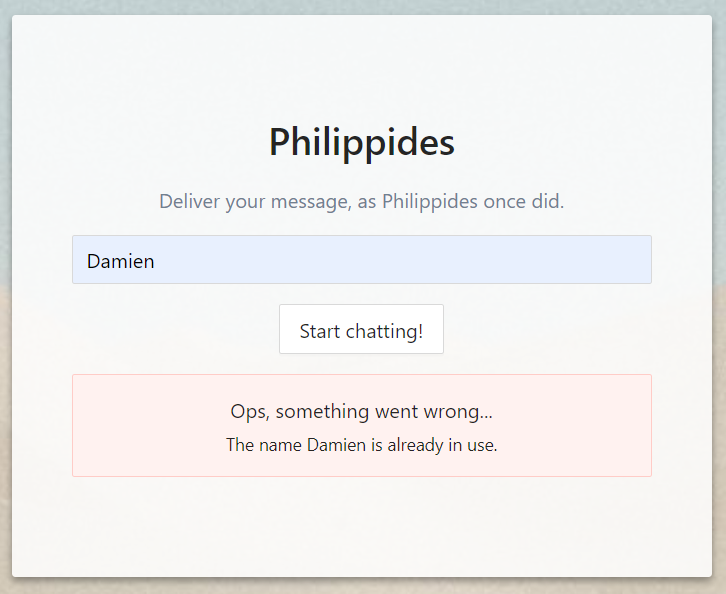 Philippides
Deliver your message, as Philippides once did.
Damien
Start chatting!
Ops, something went wrong...
The name Damien is already in use.